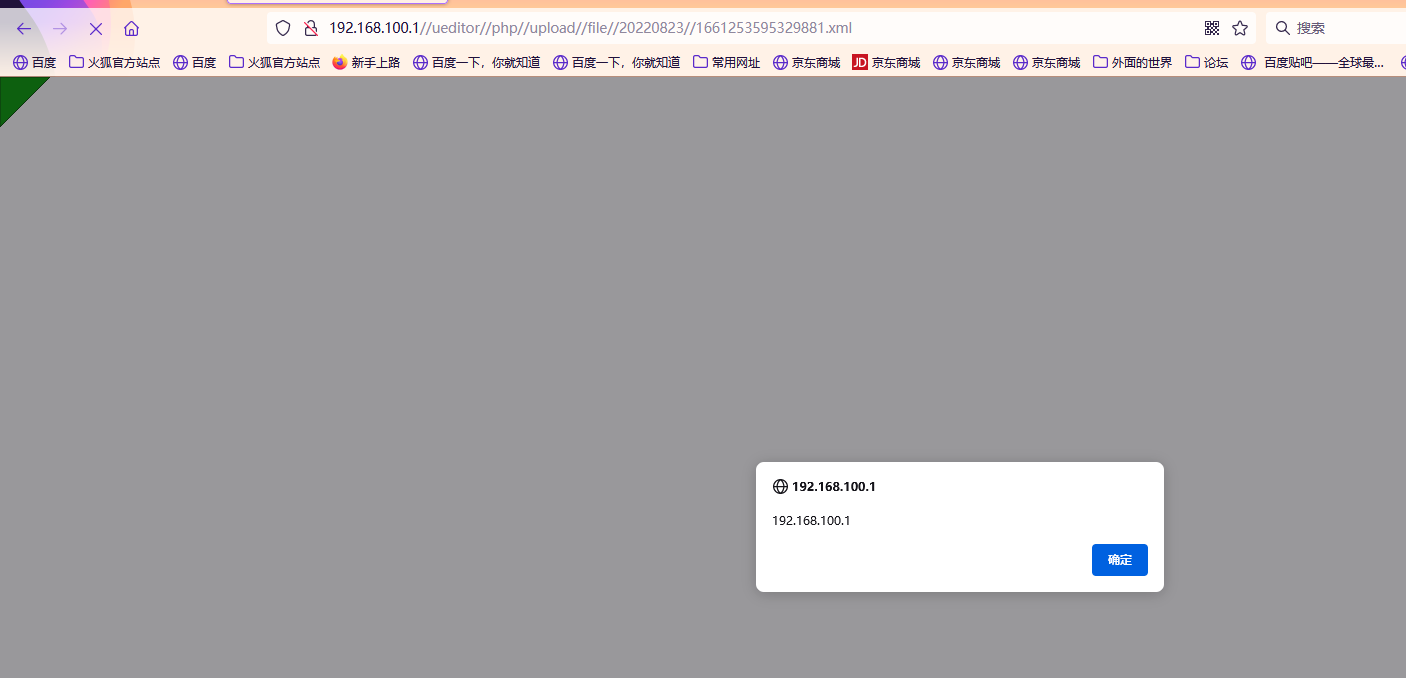 192.168.100.1//ueditor//php//upload//file//20220823//1661253595329881.xml 搜索
百度 火狐官方站点 百度 火狐官方站点 新手上路 百度一下，你就知道 百度一下，你就知道 常用网址 京东商城 JD 京东商城 京东商城 京东商城 外面的世界 论坛 百度贴吧——全球最...
192.168.100.1
192.168.100.1
确定